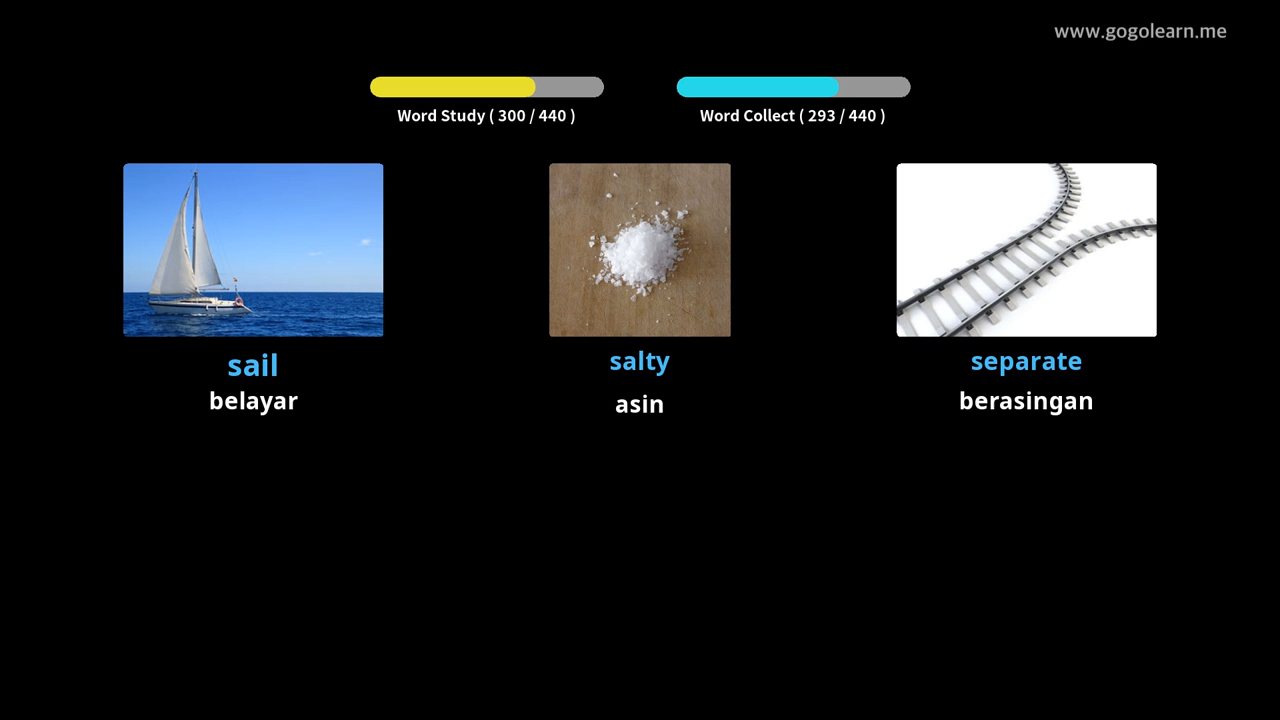 www.gogolearn.me
Word Study ( 300 / 440 )
Word Collect ( 293 / 440 )
sail
belayar
salty
asin
separate
berasingan